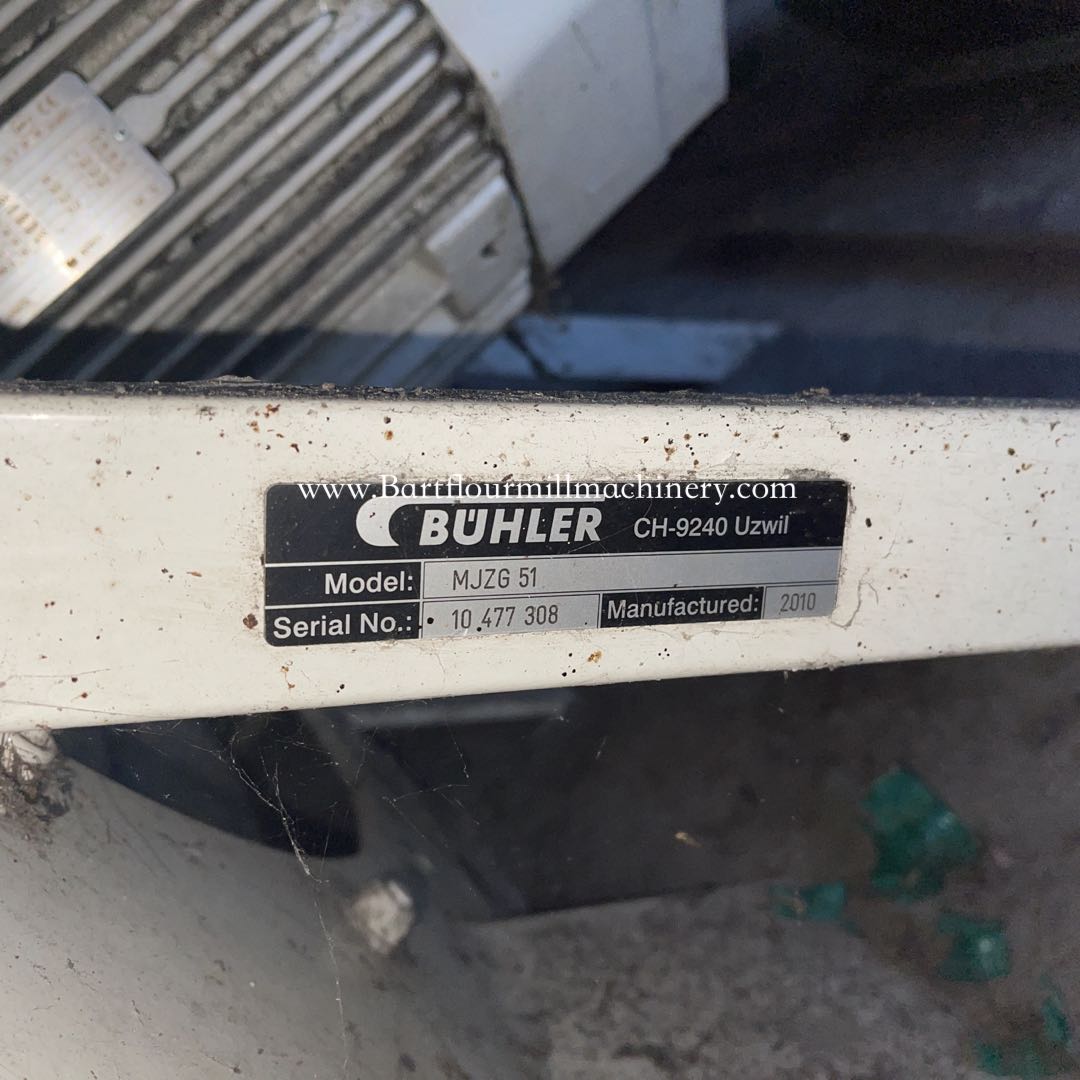 www.Bartflourmillmachinery.com
BÜHLER CH-9240 Uzwil
Model: MJZG 51
Serial No.: 10 477 308 Manufactured: 2010